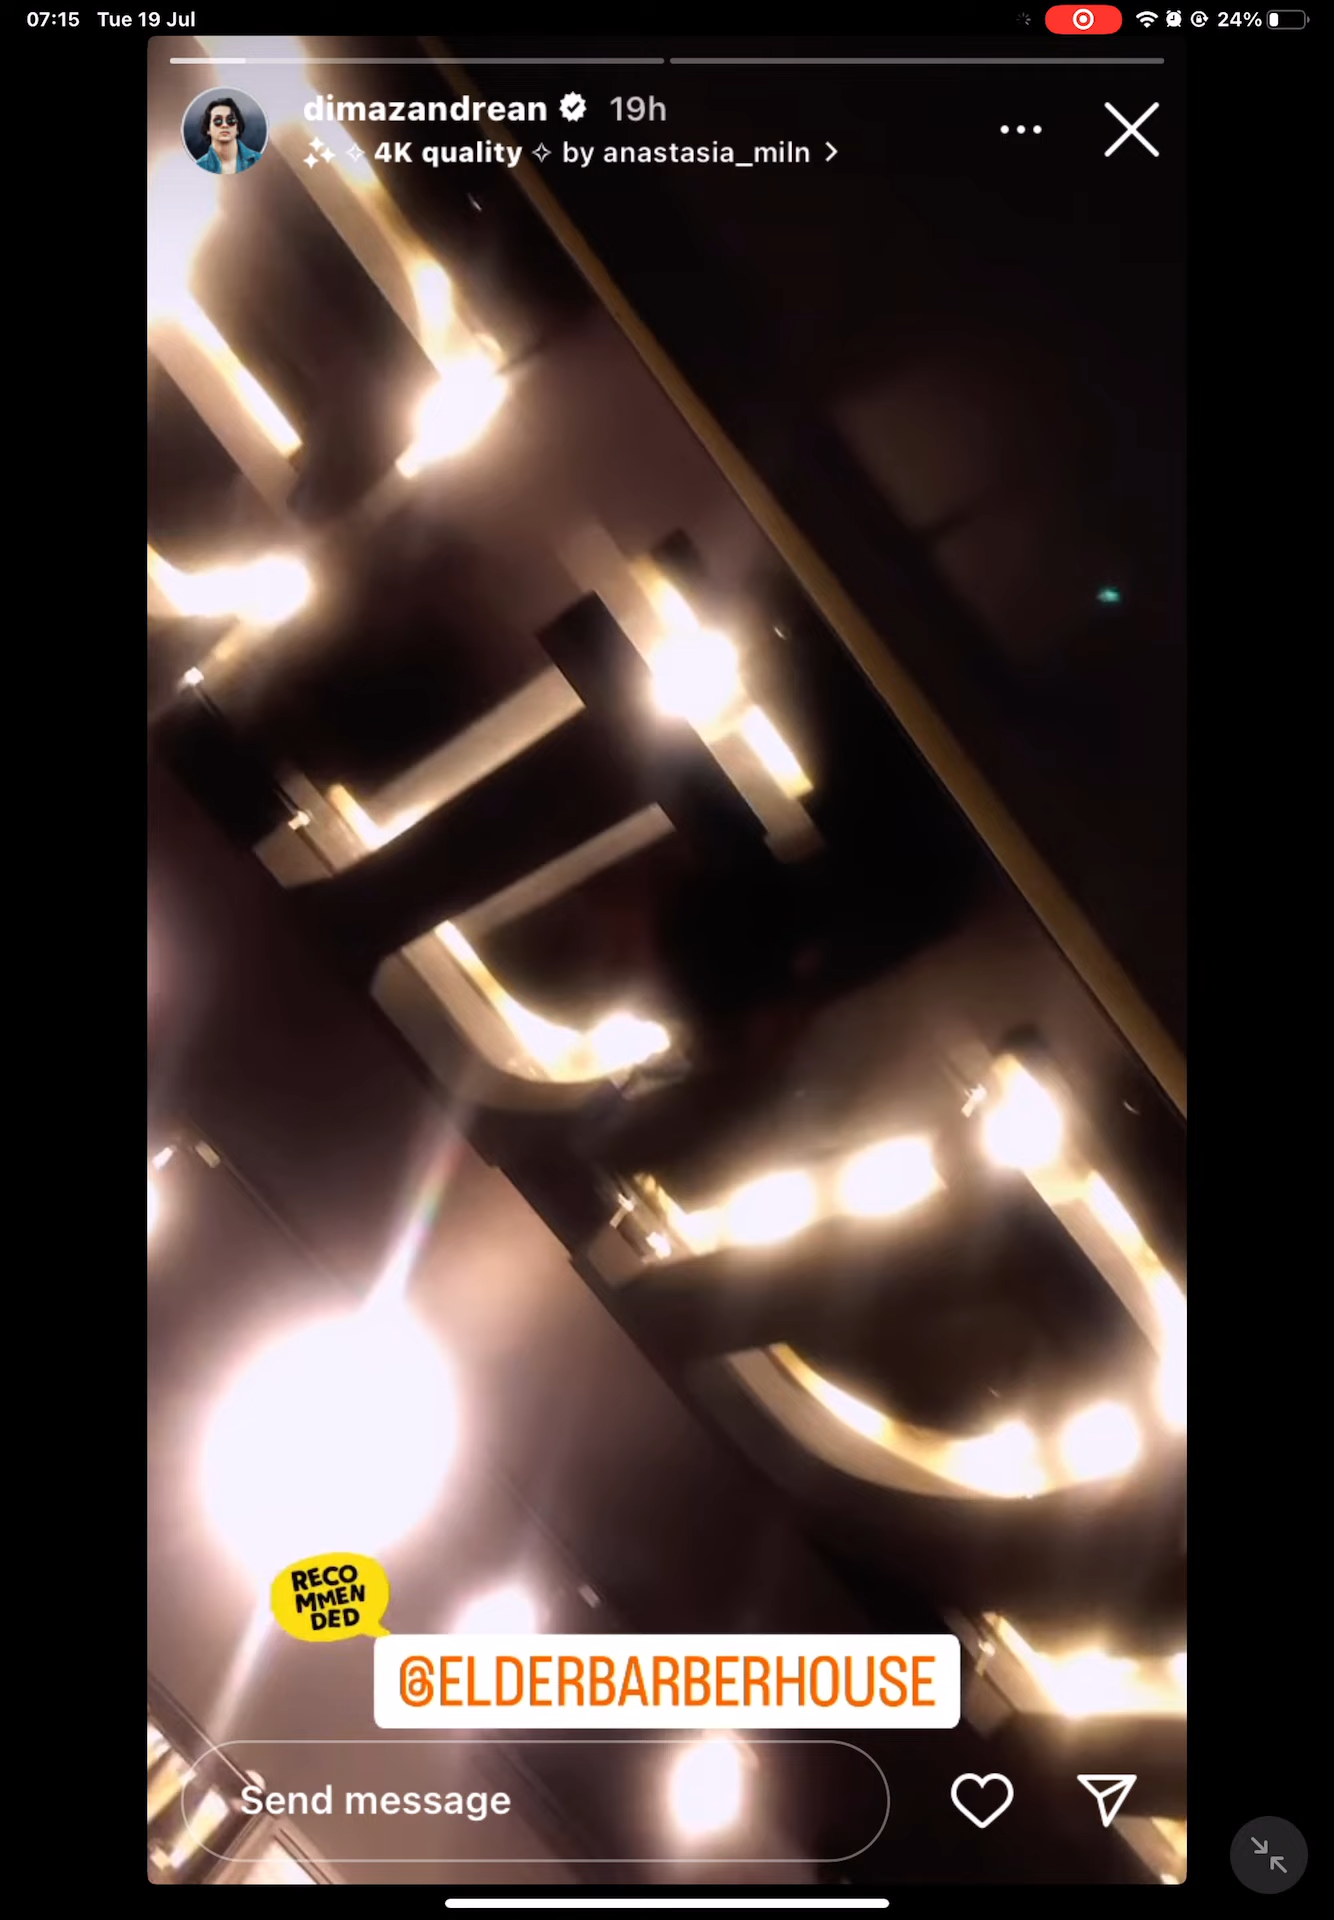 07:15 Tue 19 Jul
24%
dimazandrean 19h
4K quality by anastasia_miln
RECO
MMEN
DED
@ELDERBARBERHOUSE
Send message